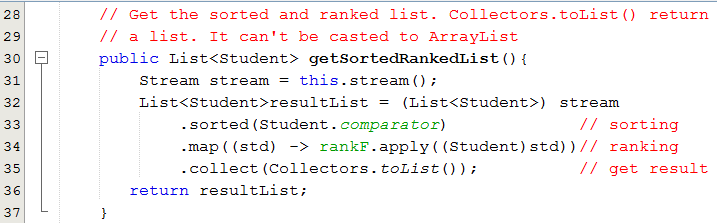 28 // Get the sorted and ranked list. Collectors.toList() return
29 // a list. It can't be casted to ArrayList
30 public List<Student> getSortedRankedList(){
31 Stream stream = this.stream();
32 List<Student>resultList = (List<Student>) stream
33 .sorted(Student.comparator) // sorting
34 .map((std) -> rankF.apply((Student)std))// ranking
35 .collect(Collectors.toList()); // get result
36 return resultList;
37 }